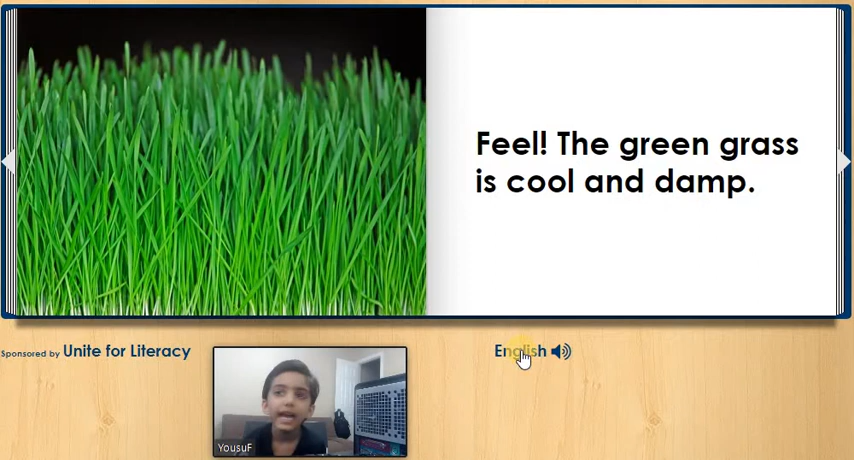 Feel! The green grass
is cool and damp.
Sponsored by Unite for Literacy
English
YousuF